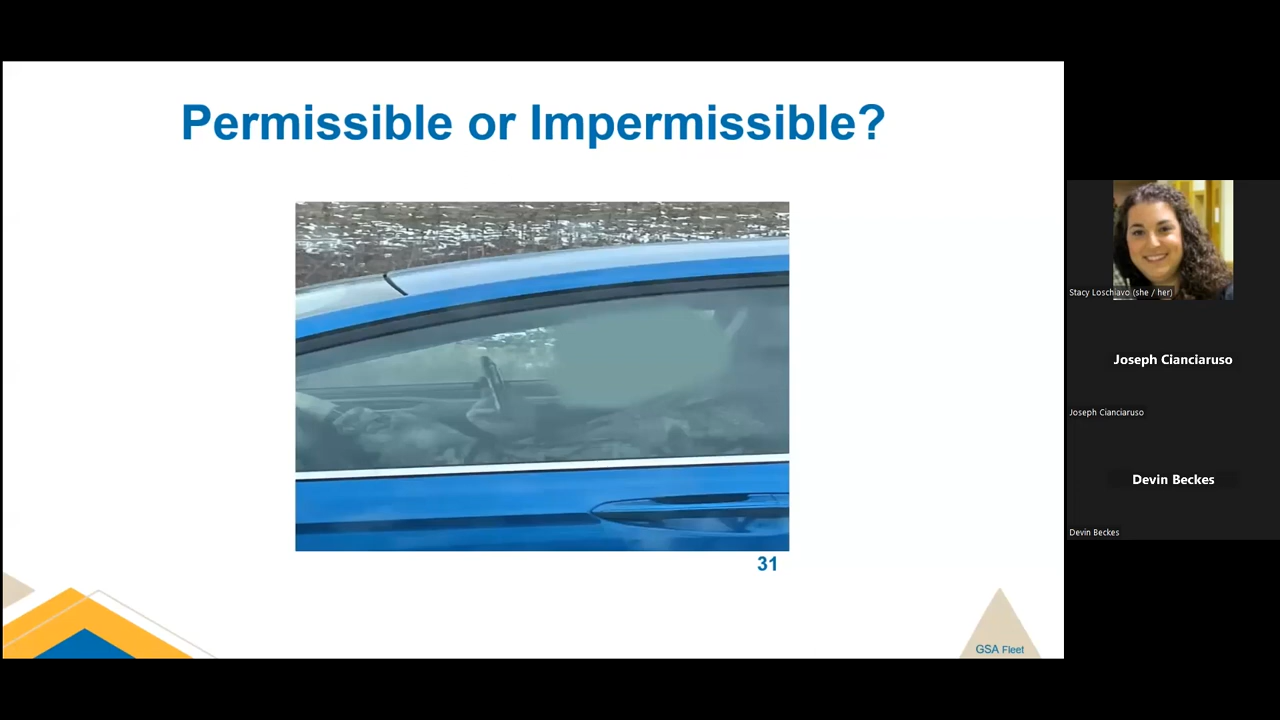 Permissible or Impermissible?
31
GSA Fleet
Stacy Loschiavo (she / her)
Joseph Cianciaruso
Joseph Cianciaruso
Devin Beckes
Devin Beckes